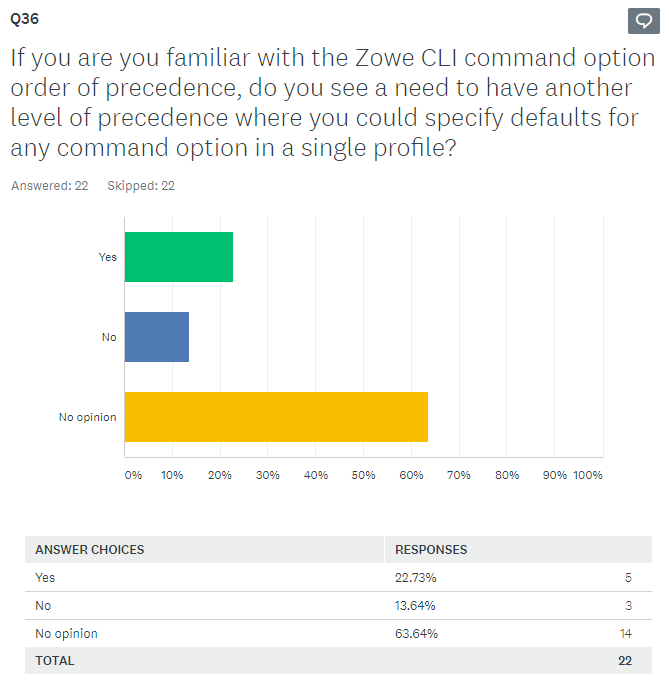 Q36
If you are you familiar with the Zowe CLI command option
order of precedence, do you see a need to have another
level of precedence where you could specify defaults for
any command option in a single profile?
Answered: 22 Skipped: 22
Yes
No
No opinion
0% 10% 20% 30% 40% 50% 60% 70% 80% 90% 100%
ANSWER CHOICES RESPONSES
Yes 22.73% 5
No 13.64% 3
No opinion 63.64% 14
TOTAL 22